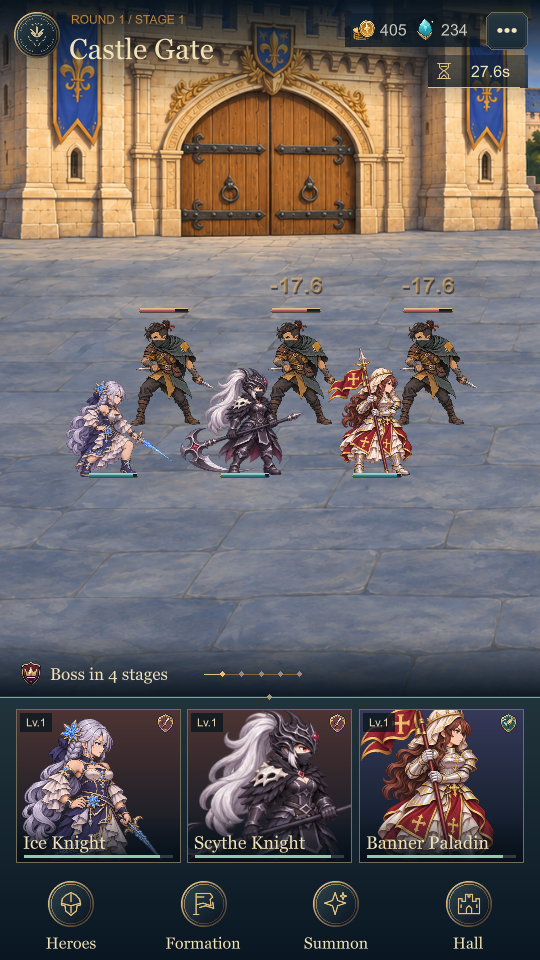 ROUND 1 / STAGE 1
Castle Gate
405
234
27.6s
-17.6
-17.6
Boss in 4 stages
Lv.1
Ice Knight
Lv.1
Scythe Knight
Lv.1
Banner Paladin
Heroes
Formation
Summon
Hall